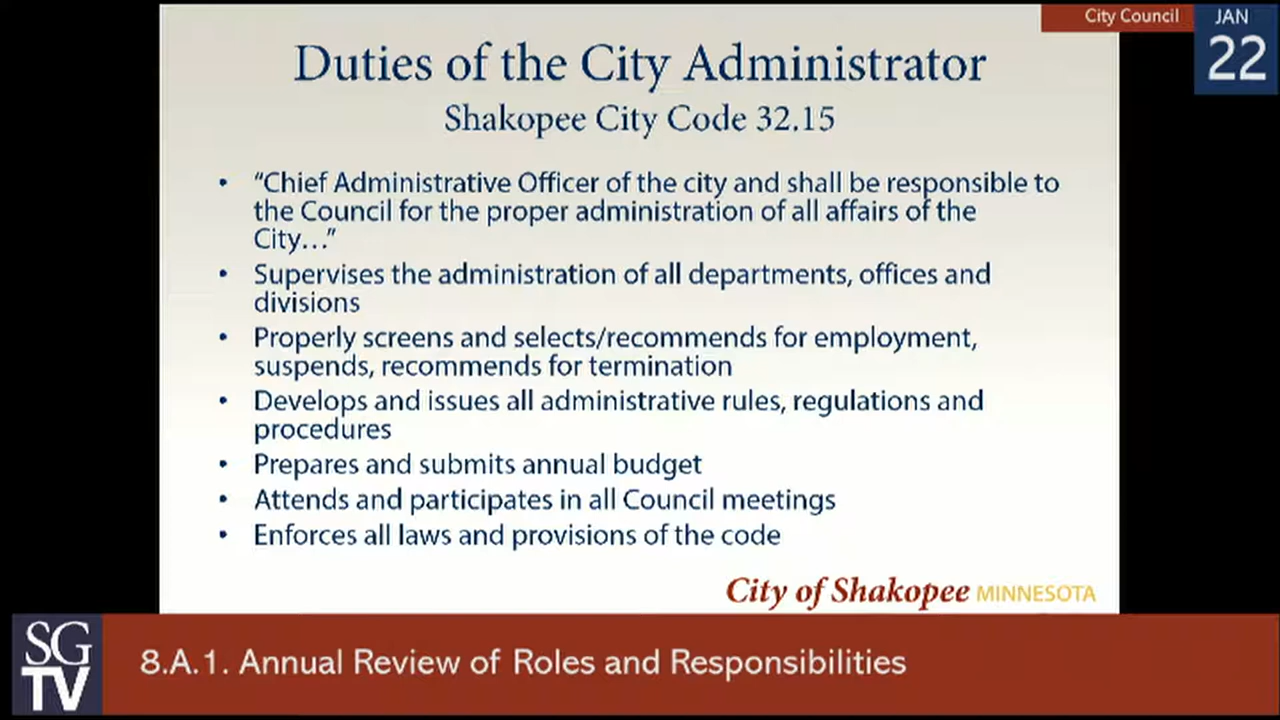 City Council
JAN
22
Duties of the City Administrator
Shakopee City Code 32.15
• “Chief Administrative Officer of the city and shall be responsible to
the Council for the proper administration of all affairs of the
City…”
• Supervises the administration of all departments, offices and
divisions
• Properly screens and selects/recommends for employment,
suspends, recommends for termination
• Develops and issues all administrative rules, regulations and
procedures
• Prepares and submits annual budget
• Attends and participates in all Council meetings
• Enforces all laws and provisions of the code
City of Shakopee MINNESOTA
SG
TV
8.A.1. Annual Review of Roles and Responsibilities